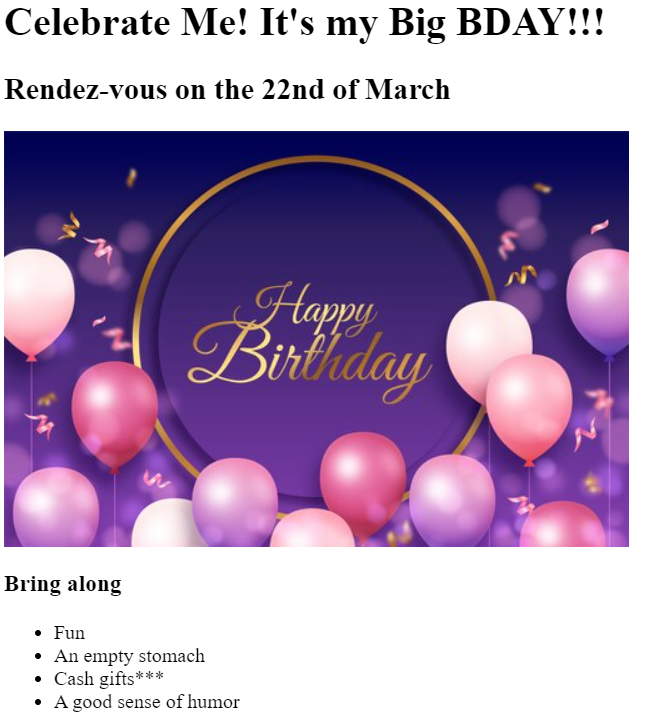 Celebrate Me! It's my Big BDAY!!!
Rendez-vous on the 22nd of March
Happy
Birthday
Bring along
Fun
An empty stomach
Cash gifts***
A good sense of humor